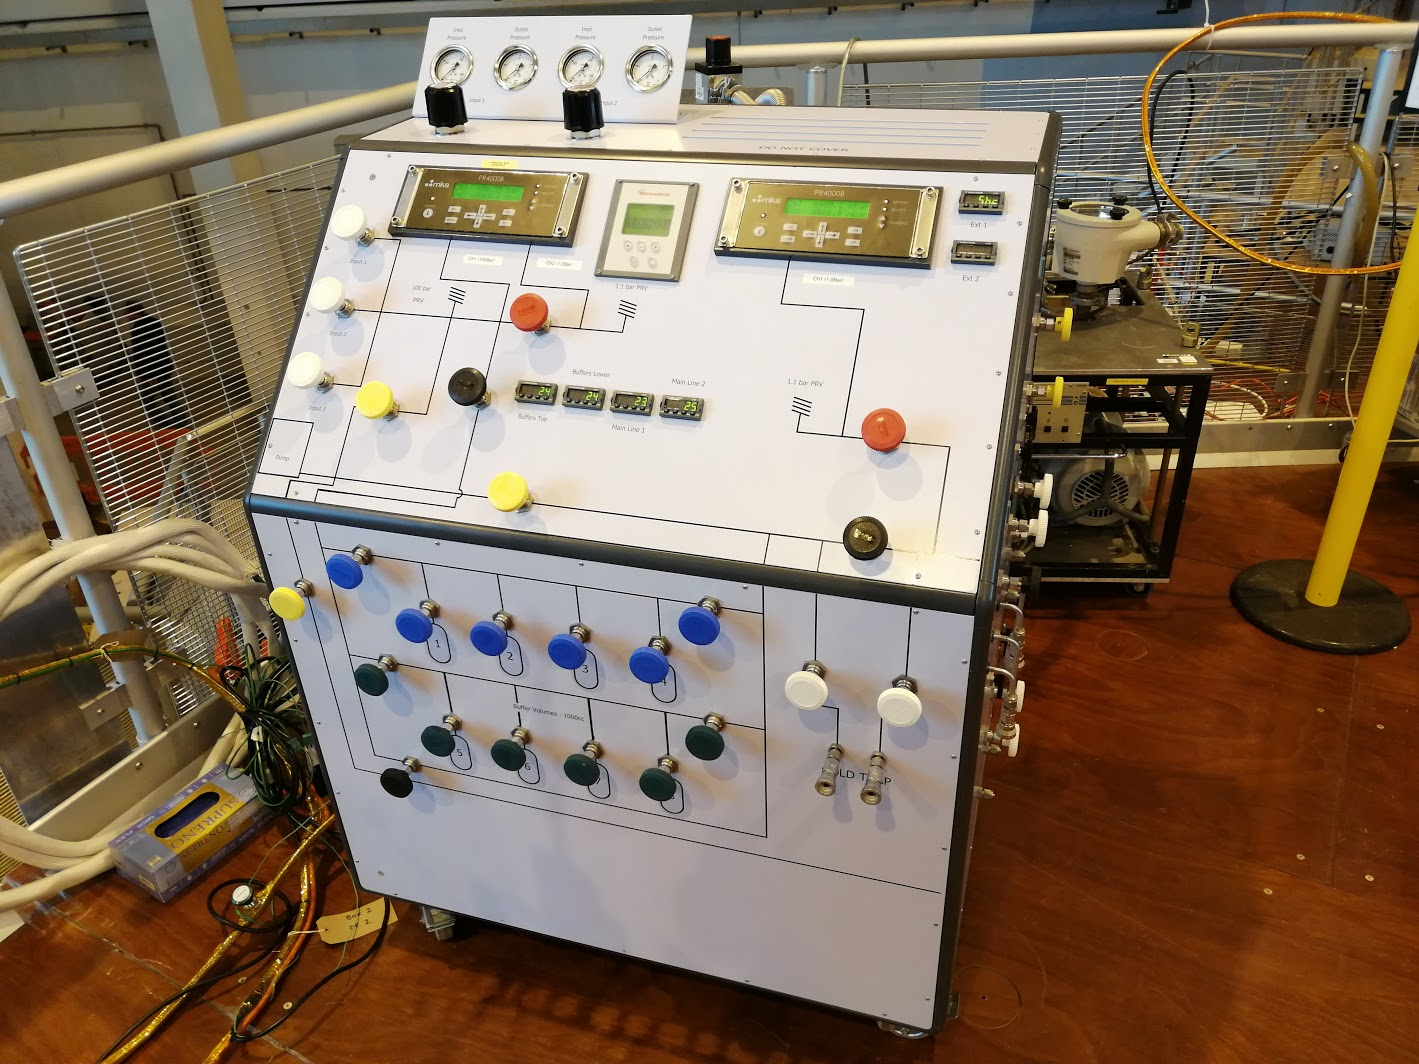 Inlet
Pressure
Outlet
Pressure
Inlet
Pressure
Outlet
Pressure
Input 1
Input 2
DO NOT COVER
mks
PR4000B
mks
PR4000B
5bc
Ext 1
Ext 2
Input 1
Ch1 (100Bar)
Ch2 (1.0Bar)
Ch1 (1.0Bar)
100 bar
PRV
1.1 bar PRV
Input 2
Input 3
Buffers Lower
Main Line 2
1.1 bar PRV
24
24
23
25
Buffers Top
Main Line 1
Pump
1
2
3
4
Buffer Volumes : 1000cc
5
6
COLD TRAP
SUPRENO
Box 2